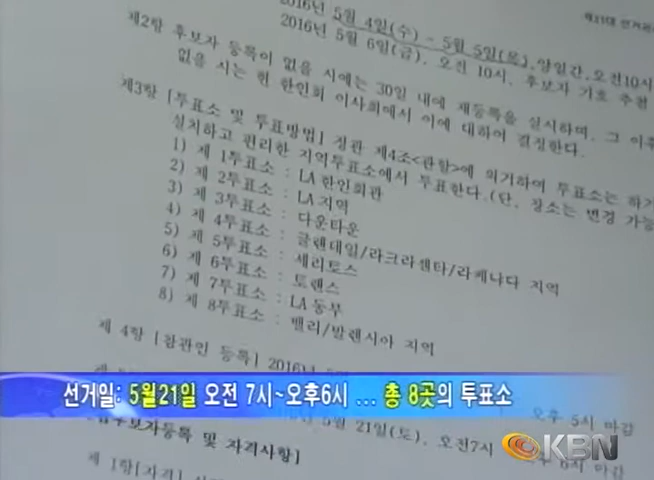 제33대 선거관
2016년 5월 4일(수) - 5월 5일(목), 양일간, 오전10시
2016년 5월 6일(금), 오전 10시, 후보자 기호 추첨
제2항 후보자 등록이 없을 시에는 30일 내에 재등록을 실시하며, 그 이후
없을 시는 현 한인회 이사회에서 이에 대하여 결정한다.
제3항 [투표소 및 투표방법] 정관 제4조<관할>에 의거하여 투표소는 하기
설치하고 편리한 지역투표소에서 투표한다.(단, 장소는 변경 가능
1) 제 1투표소 : LA 한인회관
2) 제 2투표소 : LA 지역
3) 제 3투표소 : 다운타운
4) 제 4투표소 : 글렌데일/라크라센타/라케냐다 지역
5) 제 5투표소 : 세리토스
6) 제 6투표소 : 토렌스
7) 제 7투표소 : LA 동부
8) 제 8투표소 : 밸리/발렌시아 지역
제 4항 [참관인 등록] 2016년 5월
선거일: 5월21일 오전 7시~오후6시 ... 총 8곳의 투표소
오후 5시 마감
5월 21일(토), 오전7시
후보자등록 및 자격사항]
6시 마감
제 1항[자격]
KBN